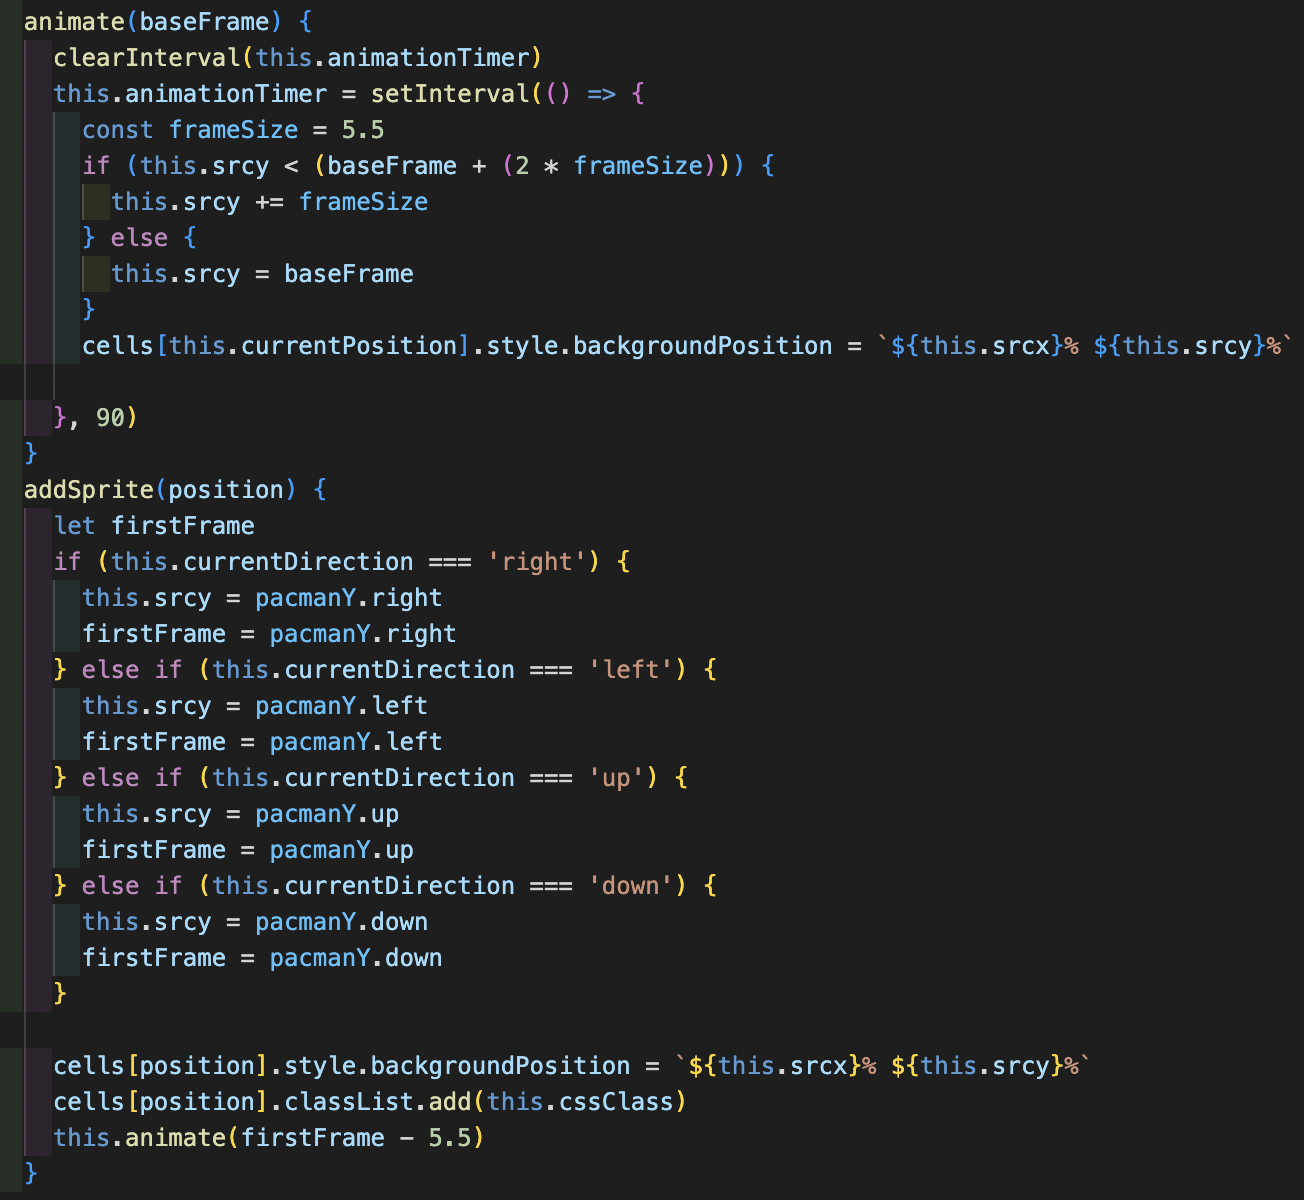 animate(baseFrame) {
  clearInterval(this.animationTimer)
  this.animationTimer = setInterval(() => {
    const frameSize = 5.5
    if (this.srcy < (baseFrame + (2 * frameSize))) {
      this.srcy += frameSize
    } else {
      this.srcy = baseFrame
    }
    cells[this.currentPosition].style.backgroundPosition = `${this.srcx}% ${this.srcy}%`

  }, 90)
}
addSprite(position) {
  let firstFrame
  if (this.currentDirection === 'right') {
    this.srcy = pacmanY.right
    firstFrame = pacmanY.right
  } else if (this.currentDirection === 'left') {
    this.srcy = pacmanY.left
    firstFrame = pacmanY.left
  } else if (this.currentDirection === 'up') {
    this.srcy = pacmanY.up
    firstFrame = pacmanY.up
  } else if (this.currentDirection === 'down') {
    this.srcy = pacmanY.down
    firstFrame = pacmanY.down
  }

  cells[position].style.backgroundPosition = `${this.srcx}% ${this.srcy}%`
  cells[position].classList.add(this.cssClass)
  this.animate(firstFrame - 5.5)
}